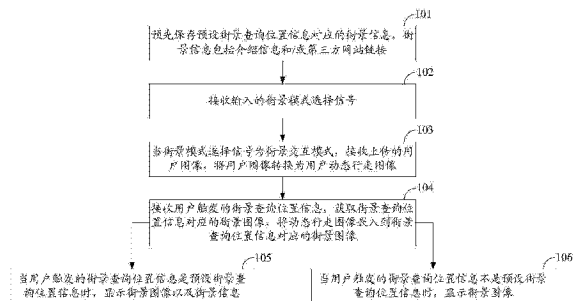 101
预先保存预设街景查询位置信息对应的街景信息，街
景信息包括介绍信息和/或第三方网站链接
102
接收输入的街景模式选择信号
103
当街景模式选择信号为街景交互模式，接收上传的用
户图像，将用户图像转换为用户动态行走图像
104
接收用户触发的街景查询位置信息，获取街景查询位
置信息对应的街景图像，将动态行走图像嵌入到街景
查询位置信息对应的街景图像
105
当用户触发的街景查询位置信息是预设街景查
询位置信息时，显示街景图像以及街景信息
106
当用户触发的街景查询位置信息不是预设街景
查询位置信息时，显示街景图像